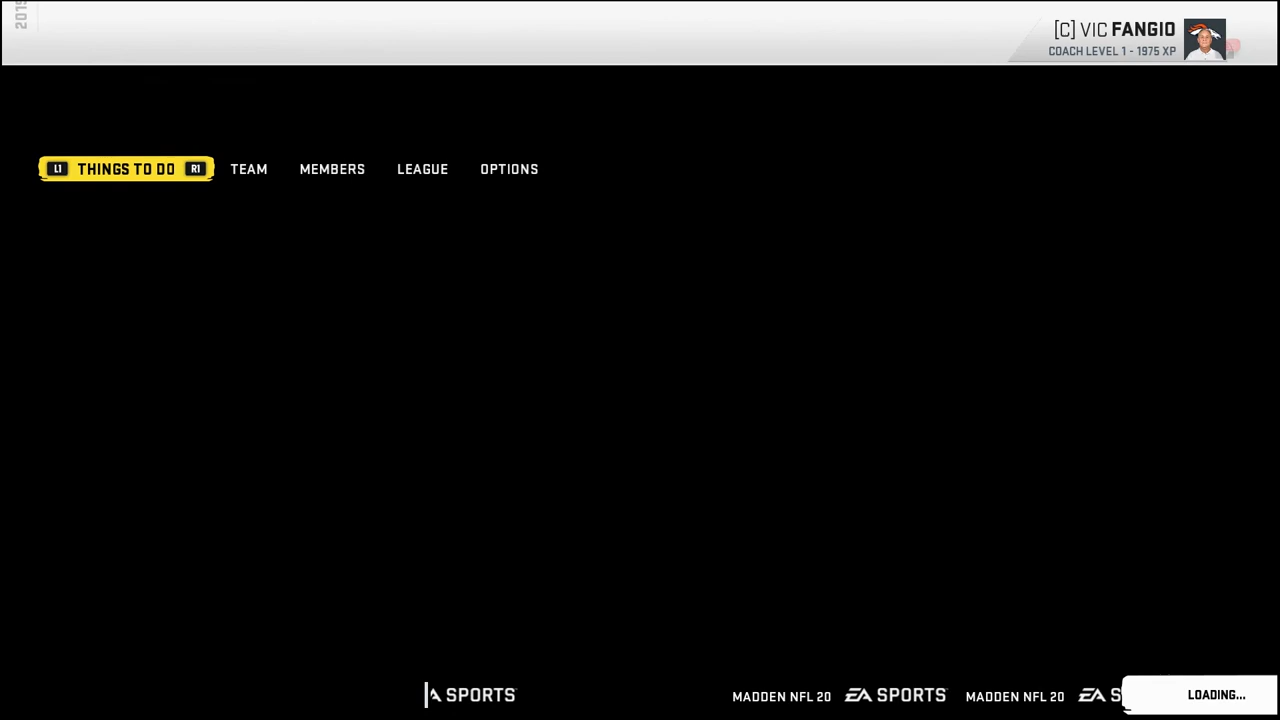 [C] VIC FANGIO
COACH LEVEL 1 - 1975 XP
L1 THINGS TO DO R1 TEAM MEMBERS LEAGUE OPTIONS
SPORTS MADDEN NFL 20 EA SPORTS MADDEN NFL 20 EA S LOADING...